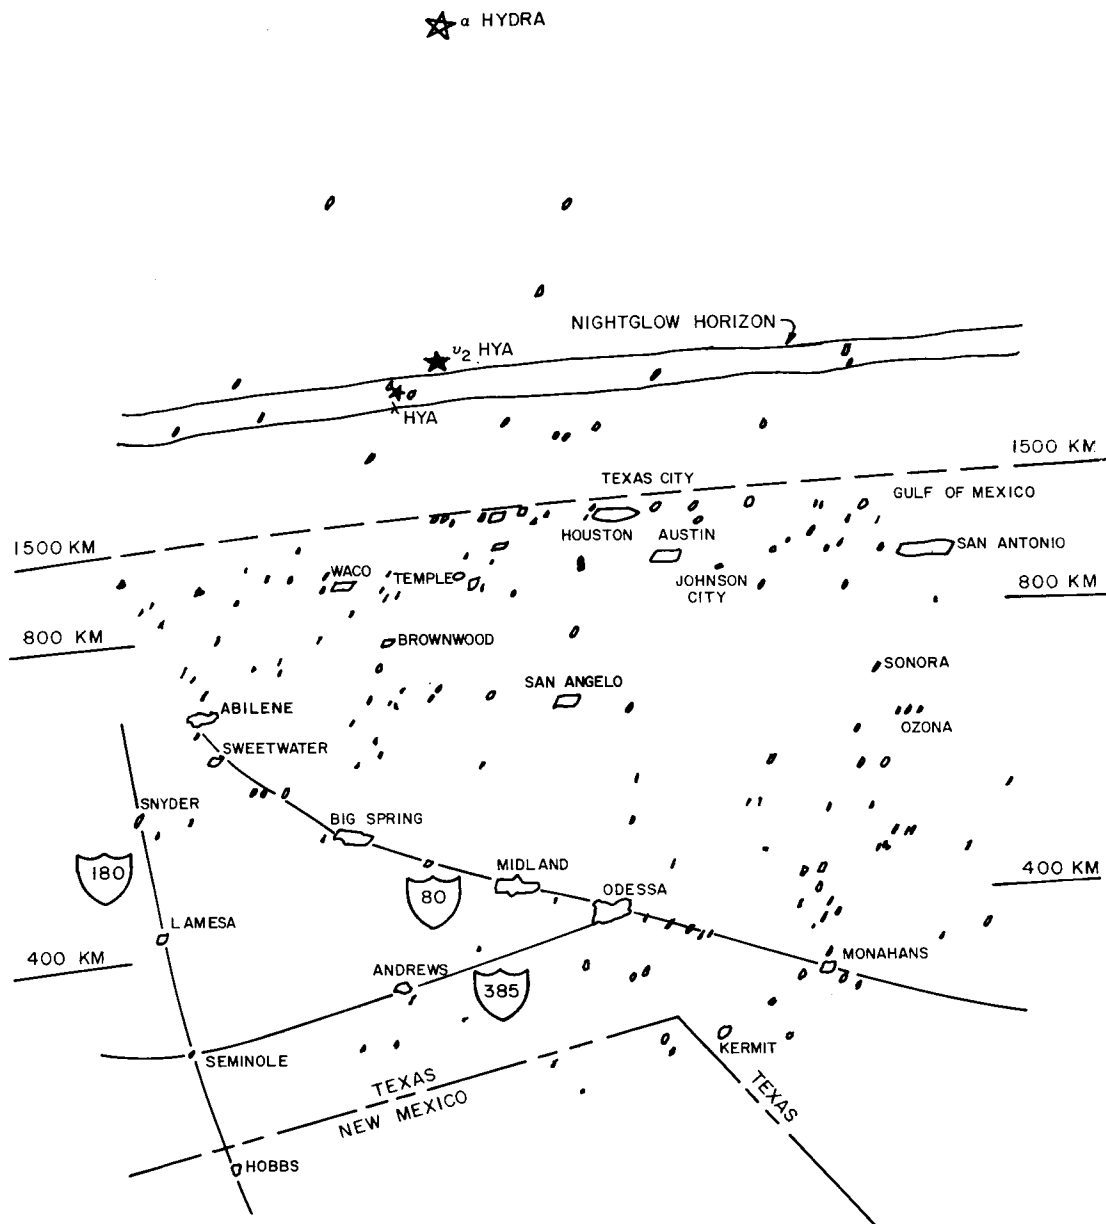 α HYDRA
NIGHTGLOW HORIZON
υ2 HYA
HYA
1500 KM
TEXAS CITY
GULF OF MEXICO
HOUSTON
AUSTIN
SAN ANTONIO
1500 KM
WACO
TEMPLE
JOHNSON
CITY
800 KM
800 KM
BROWNWOOD
SONORA
SAN ANGELO
ABILENE
OZONA
SWEETWATER
SNYDER
BIG SPRING
180
80
MIDLAND
ODESSA
400 KM
LAMESA
MONAHANS
400 KM
ANDREWS
385
KERMIT
SEMINOLE
TEXAS
NEW MEXICO
TEXAS
HOBBS